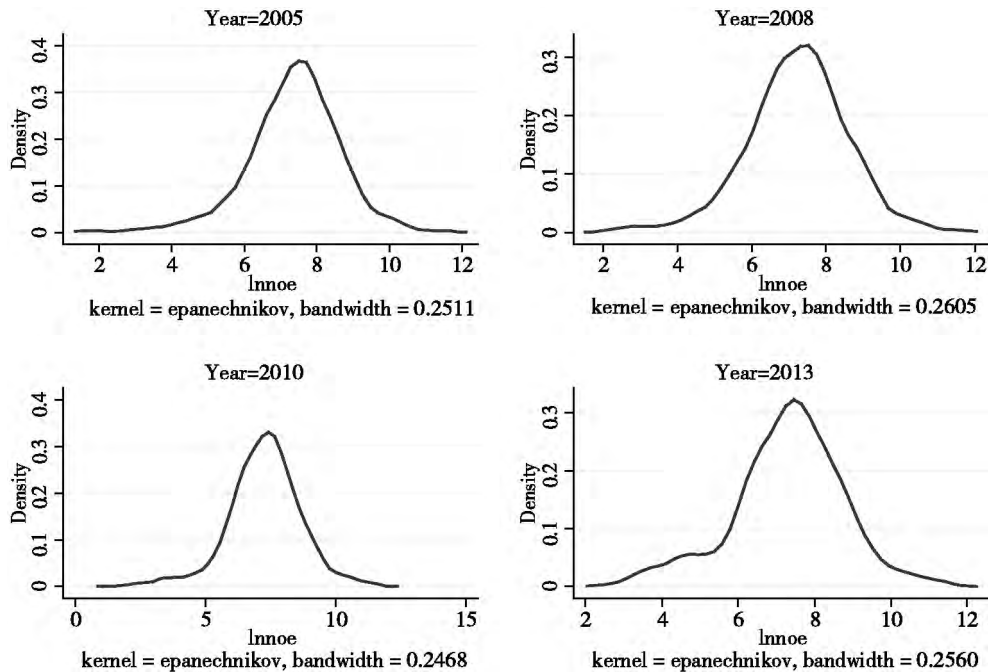 Year=2005
Density
0.4
0.3
0.2
0.1
0
2 4 6 8 10 12
lnnoe
kernel = epanechnikov, bandwidth = 0.2511
Year=2008
Density
0.3
0.2
0.1
0
2 4 6 8 10 12
lnnoe
kernel = epanechnikov, bandwidth = 0.2605
Year=2010
Density
0.4
0.3
0.2
0.1
0
0 5 10 15
lnnoe
kernel = epanechnikov, bandwidth = 0.2468
Year=2013
Density
0.3
0.2
0.1
0
2 4 6 8 10 12
lnnoe
kernel = epanechnikov, bandwidth = 0.2560